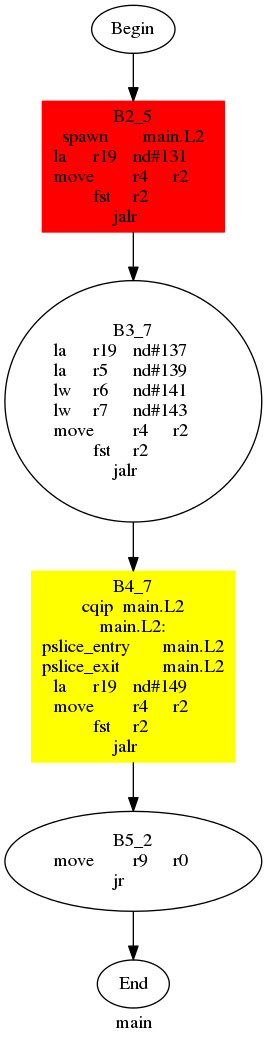 Begin
B2_5
spawn main.L2
la r19 nd#131
move r4 r2
fst r2
jalr
B3_7
la r19 nd#137
la r5 nd#139
lw r6 nd#141
lw r7 nd#143
move r4 r2
fst r2
jalr
B4_7
cqip main.L2
main.L2:
pslice_entry main.L2
pslice_exit main.L2
la r19 nd#149
move r4 r2
fst r2
jalr
B5_2
move r9 r0
jr
End
main